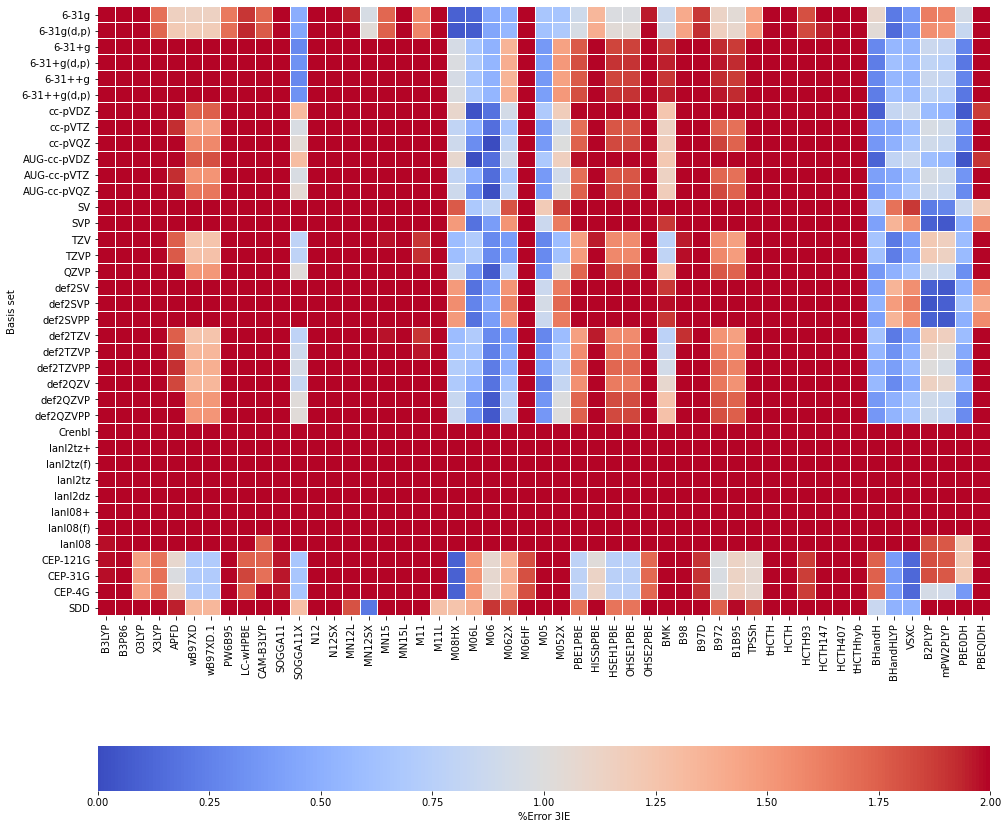 Basis set
6-31g
6-31g(d,p)
6-31+g
6-31+g(d,p)
6-31++g
6-31++g(d,p)
cc-pVDZ
cc-pVTZ
cc-pVQZ
AUG-cc-pVDZ
AUG-cc-pVTZ
AUG-cc-pVQZ
SV
SVP
TZV
TZVP
QZVP
def2SV
def2SVP
def2SVPP
def2TZV
def2TZVP
def2TZVPP
def2QZV
def2QZVP
def2QZVPP
Crenbl
lanl2tz+
lanl2tz(f)
lanl2tz
lanl2dz
lanl08+
lanl08(f)
lanl08
CEP-121G
CEP-31G
CEP-4G
SDD
B3LYP
B3P86
O3LYP
X3LYP
APFD
wB97XD
wB97XD.1
PW6B95
LC-wHPBE
CAM-B3LYP
SOGGA11
SOGGA11X
N12
N12SX
MN12L
MN12SX
MN15
MN15L
M11
M11L
M08HX
M06L
M06
M062X
M06HF
M05
M052X
PBE1PBE
HISSbPBE
HSEH1PBE
OHSE1PBE
OHSE2PBE
BMK
B98
B97D
B972
B1B95
TPSSh
tHCTH
HCTH
HCTH93
HCTH147
HCTH407
tHCTHhyb
BHandH
BHandHLYP
VSXC
B2PLYP
mPW2PLYP
PBE0DH
PBEQIDH
0.00 0.25 0.50 0.75 1.00 1.25 1.50 1.75 2.00
%Error 3IE